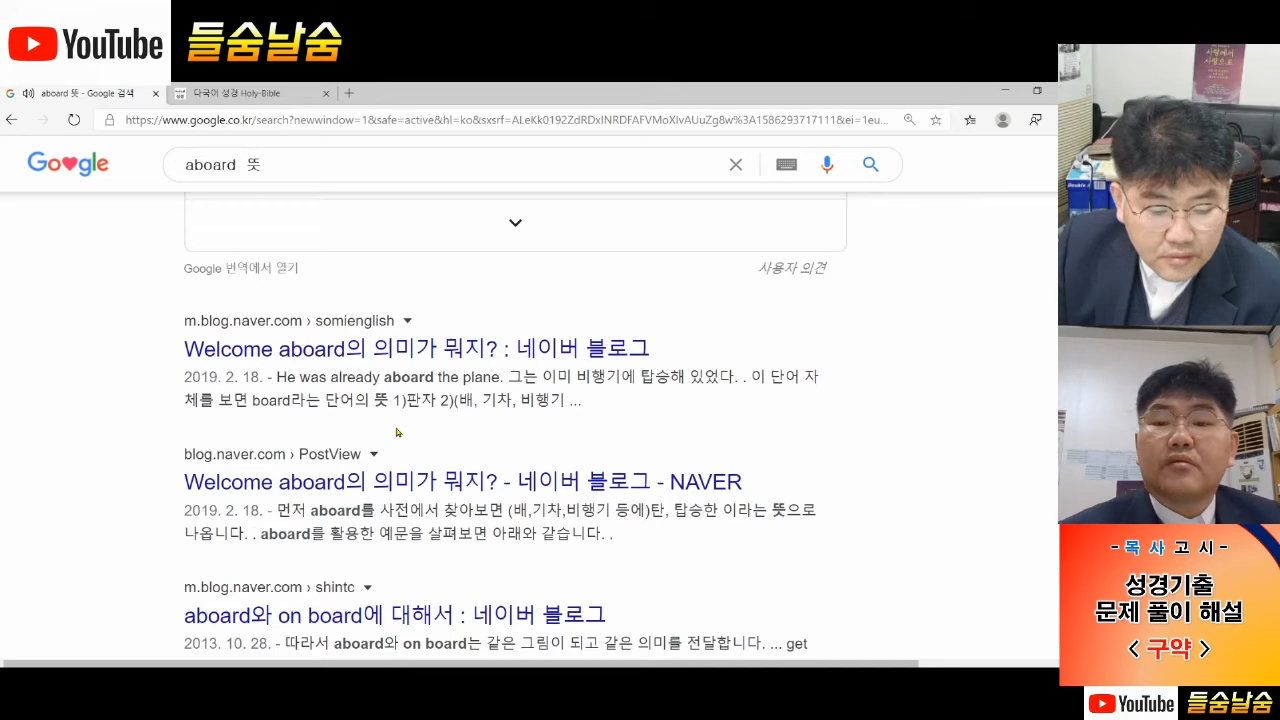 YouTube 들숨날숨
aboard 뜻 - Google 검색
다국어 성경 Holy-Bible
https://www.google.co.kr/search?newwindow=1&safe=active&hl=ko&sxsrf=ALeKk0192ZdRDxINRDFAFVMoXlvAUuZg8w%3A1586293717111&ei=1eu...
Google
aboard 뜻
Google 번역에서 열기
사용자 의견
m.blog.naver.com › somienglish
Welcome aboard의 의미가 뭐지? : 네이버 블로그
2019. 2. 18. - He was already aboard the plane. 그는 이미 비행기에 탑승해 있었다. . 이 단어 자
체를 보면 board라는 단어의 뜻 1)판자 2)(배, 기차, 비행기 ...
blog.naver.com › PostView
Welcome aboard의 의미가 뭐지? - 네이버 블로그 - NAVER
2019. 2. 18. - 먼저 aboard를 사전에서 찾아보면 (배,기차,비행기 등에)탄, 탑승한 이라는 뜻으로
나옵니다. . aboard를 활용한 예문을 살펴보면 아래와 같습니다. .
m.blog.naver.com › shintc
aboard와 on board에 대해서 : 네이버 블로그
2013. 10. 28. - 따라서 aboard와 on board는 같은 그림이 되고 같은 의미를 전달합니다. ... get
사랑에서
사랑으로
- 목 사 고 시 -
성경기출
문제 풀이 해설
< 구약 >
YouTube 들숨날숨